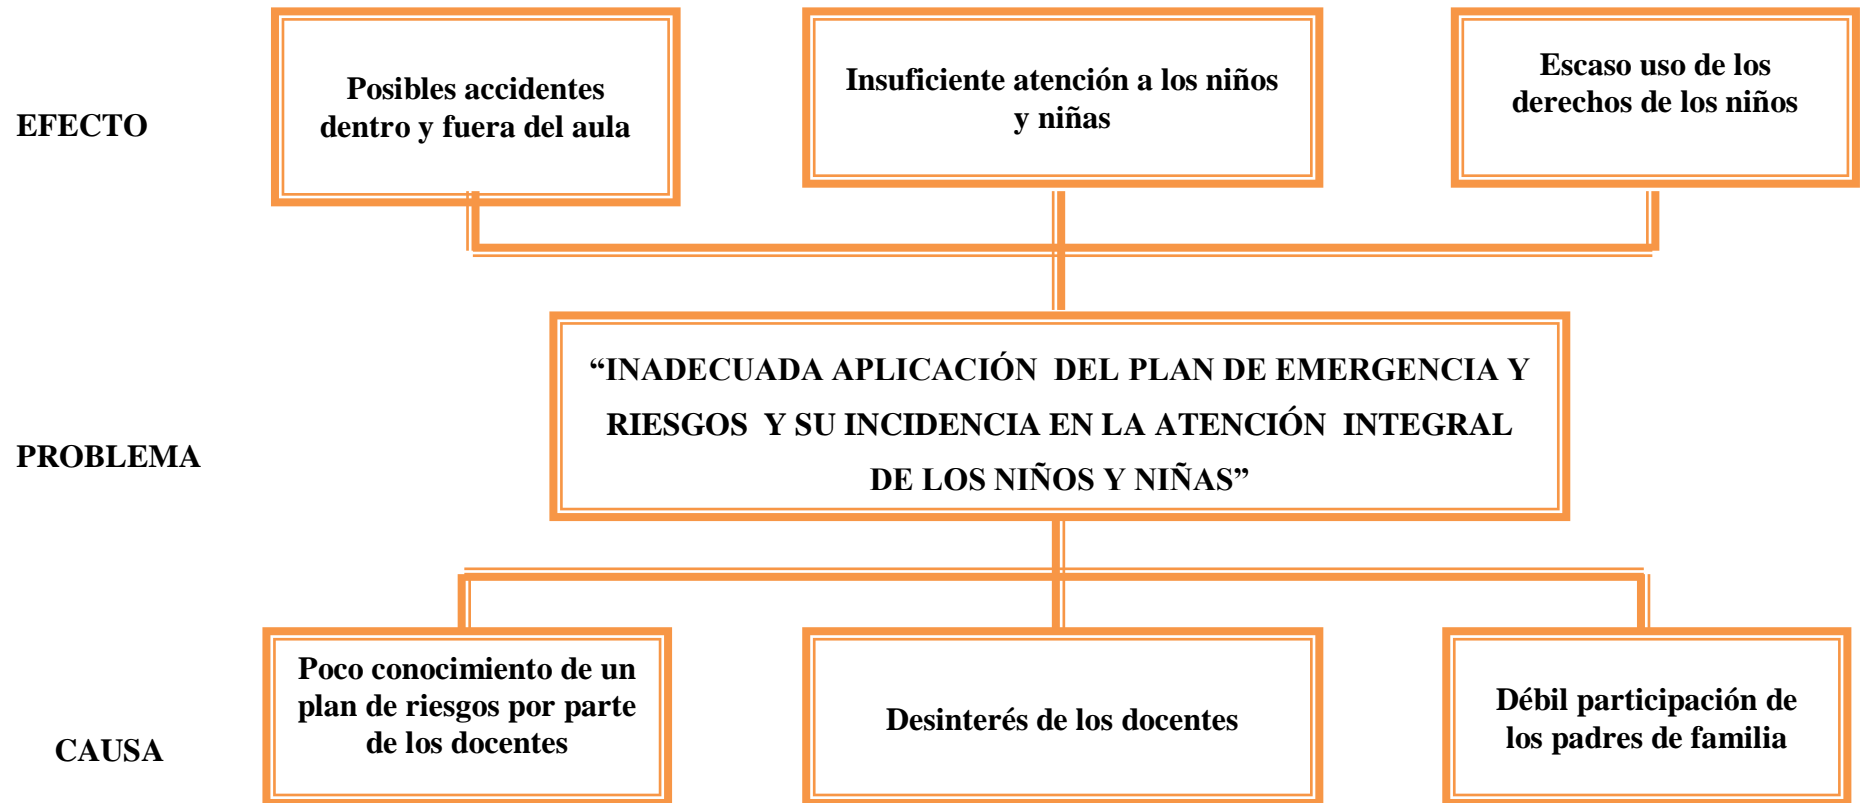 EFECTO
Posibles accidentes
dentro y fuera del aula
Insuficiente atención a los niños
y niñas
Escaso uso de los
derechos de los niños
PROBLEMA
“INADECUADA APLICACIÓN DEL PLAN DE EMERGENCIA Y
RIESGOS Y SU INCIDENCIA EN LA ATENCIÓN INTEGRAL
DE LOS NIÑOS Y NIÑAS”
CAUSA
Poco conocimiento de un
plan de riesgos por parte
de los docentes
Desinterés de los docentes
Débil participación de
los padres de familia